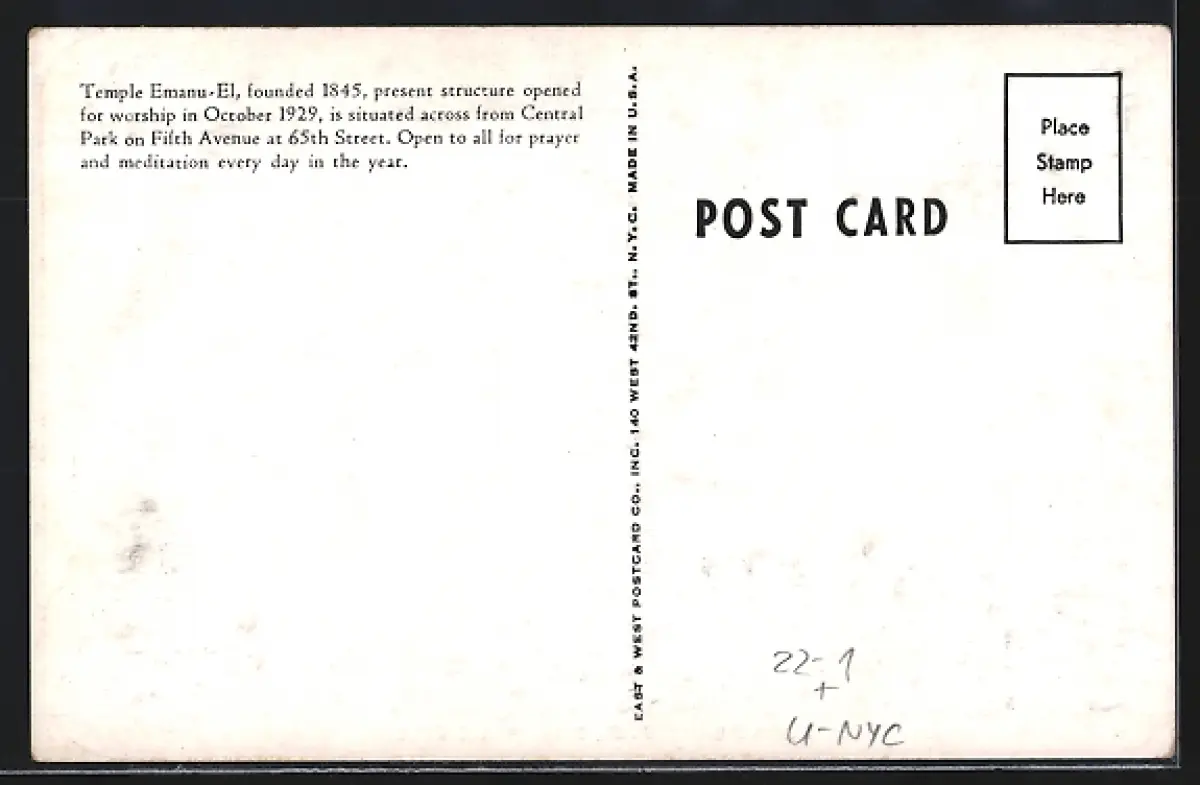 Temple Emanu-El, founded 1845, present structure opened
for worship in October 1929, is situated across from Central
Park on Fifth Avenue at 65th Street. Open to all for prayer
and meditation every day in the year.
EAST & WEST POSTCARD CO., INC. 140 WEST 42ND. ST., N.Y.C. MADE IN U.S.A.
POST CARD
Place
Stamp
Here
22-1
+
U-NYC